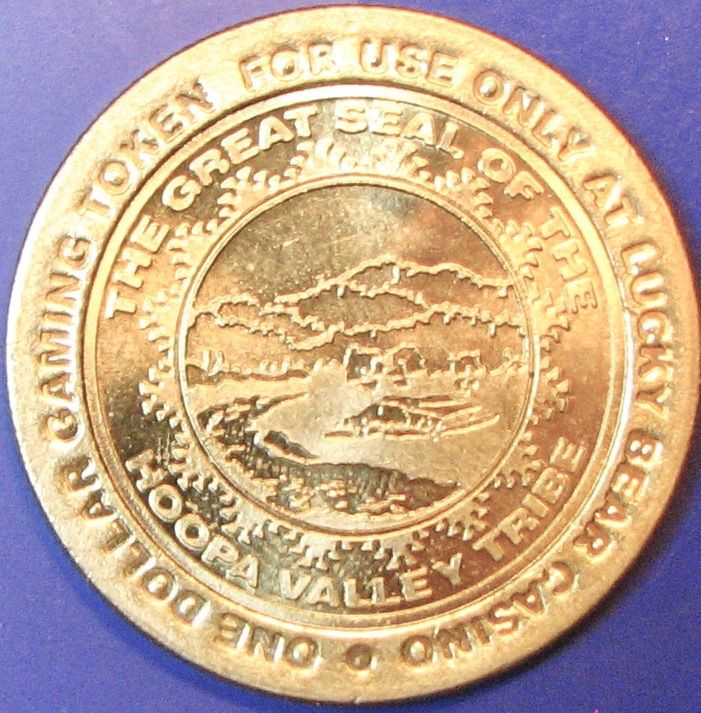 ONE DOLLAR GAMING TOKEN FOR USE ONLY AT LUCKY BEAR CASINO •
THE GREAT SEAL OF THE
HOOPA VALLEY TRIBE